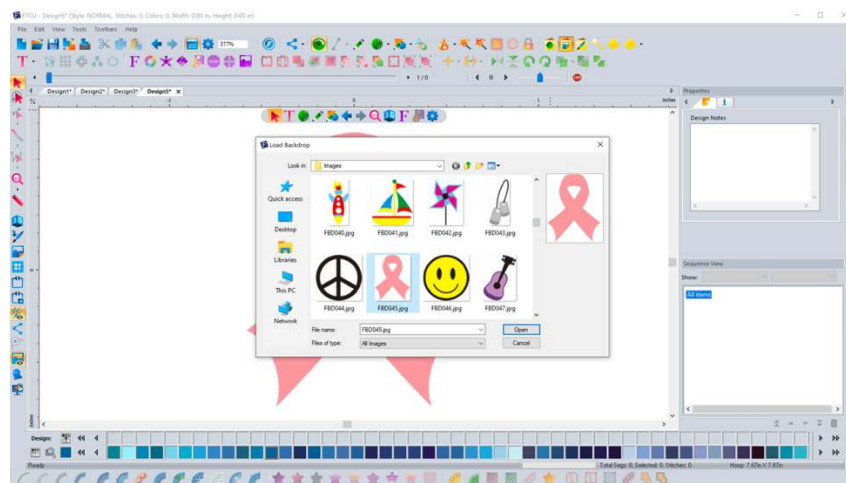 FTCU - Design5* (Style: NORMAL, Stitches: 0, Colors: 0, Width: 0.00 in, Height: 0.00 in)
File Edit View Tools Toolbars Help
377%
1 / 0
Design1* Design2* Design3* Design5* X
Properties
inches
Design Notes
Load Backdrop
Look in: Images
Quick access
Desktop
Libraries
This PC
Network
FBD040.jpg FBD041.jpg FBD042.jpg FBD043.jpg
FBD044.jpg FBD045.jpg FBD046.jpg FBD047.jpg
File name: FBD045.jpg Open
Files of type: All Images Cancel
Sequence View
Show:
All items
inches
Design:
Ready
Total Segs: 0, Selected: 0, Stitches: 0 Hoop: 7.87in X 7.87in